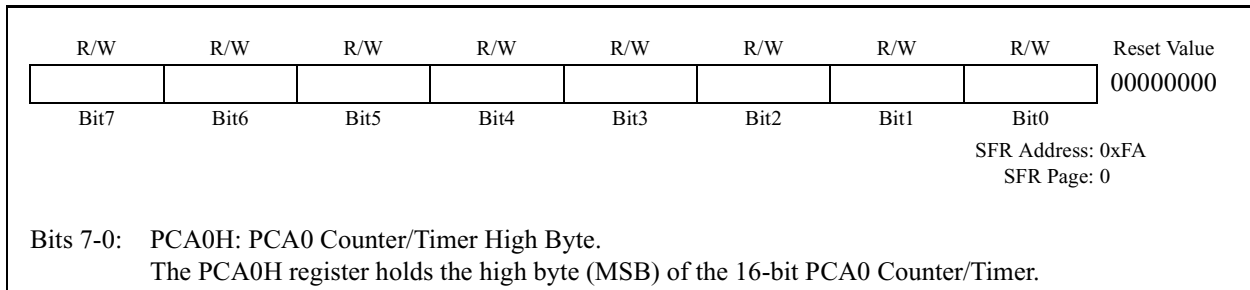 R/W R/W R/W R/W R/W R/W R/W R/W Reset Value
00000000
Bit7 Bit6 Bit5 Bit4 Bit3 Bit2 Bit1 Bit0
SFR Address: 0xFA
SFR Page: 0
Bits 7-0: PCA0H: PCA0 Counter/Timer High Byte.
The PCA0H register holds the high byte (MSB) of the 16-bit PCA0 Counter/Timer.